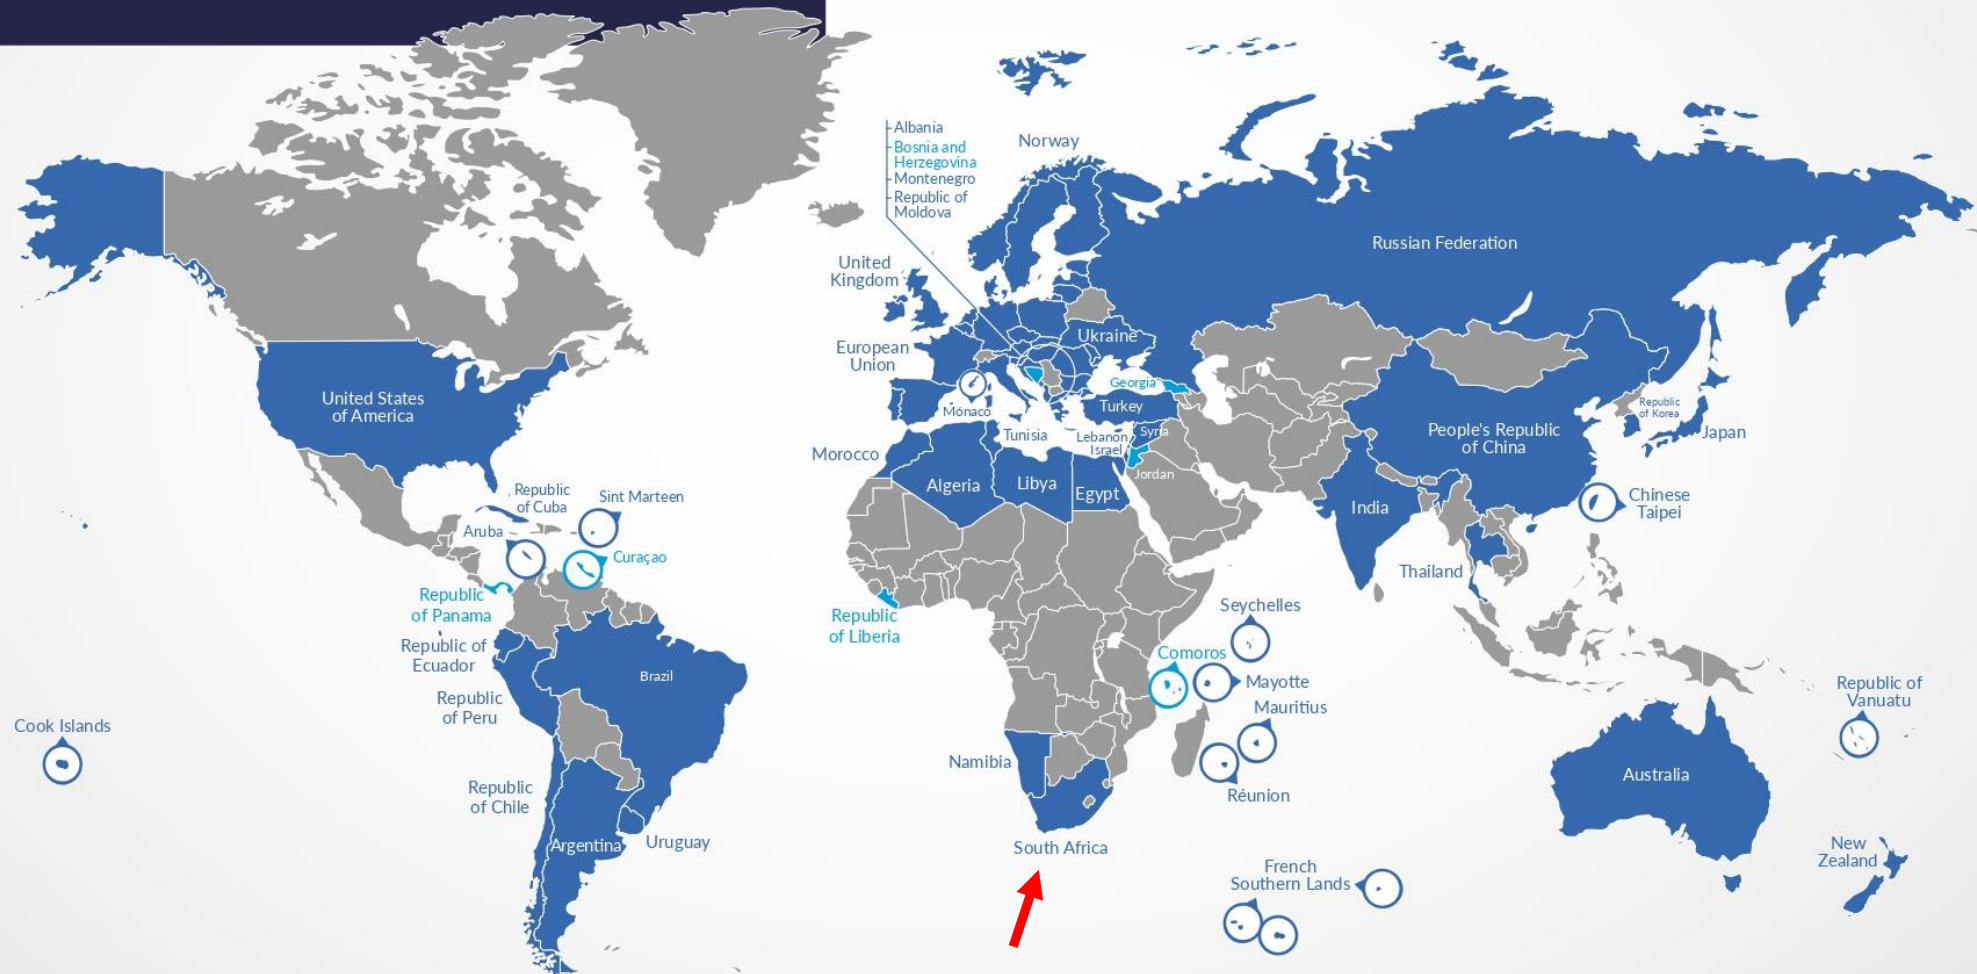 Albania
Bosnia and
Herzegovina
Montenegro
Republic of
Moldova
Norway
Russian Federation
United
Kingdom
European
Union
Ukraine
Georgia
Mónaco
Turkey
United States
of America
Republic
of Korea
Japan
People's Republic
of China
Morocco
Tunisia
Lebanon
Israel
Syria
Jordan
Algeria
Libya
Egypt
India
Chinese
Taipei
Thailand
Republic
of Cuba
Sint Marteen
Aruba
Curaçao
Republic
of Panama
Republic of
Ecuador
Brazil
Republic
of Peru
Republic
of Chile
Argentina
Uruguay
Cook Islands
Republic
of Liberia
Seychelles
Comoros
Mayotte
Mauritius
Réunion
Namibia
South Africa
French
Southern Lands
Republic of
Vanuatu
Australia
New
Zealand